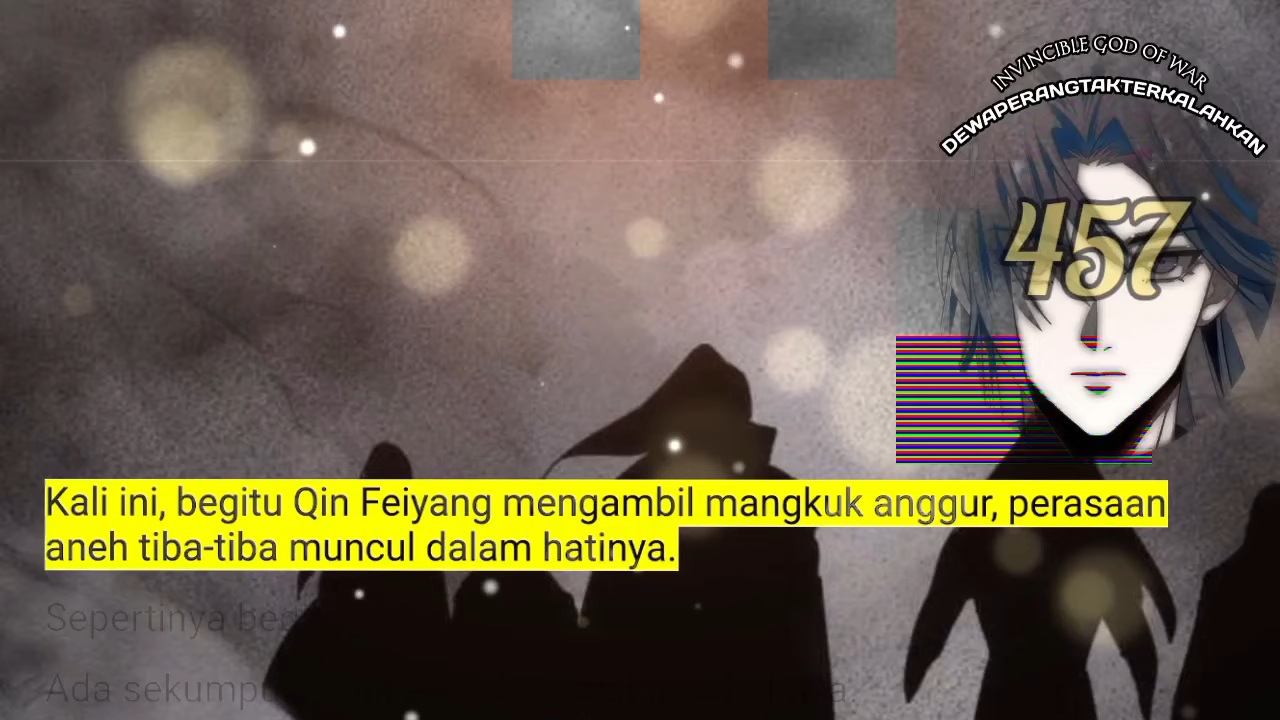 INVINCIBLE GOD OF WAR
DEWAPERANGTAKTERKALAHKAN
457
Kali ini, begitu Qin Feiyang mengambil mangkuk anggur, perasaan
aneh tiba-tiba muncul dalam hatinya.
Sepertinya
Ada